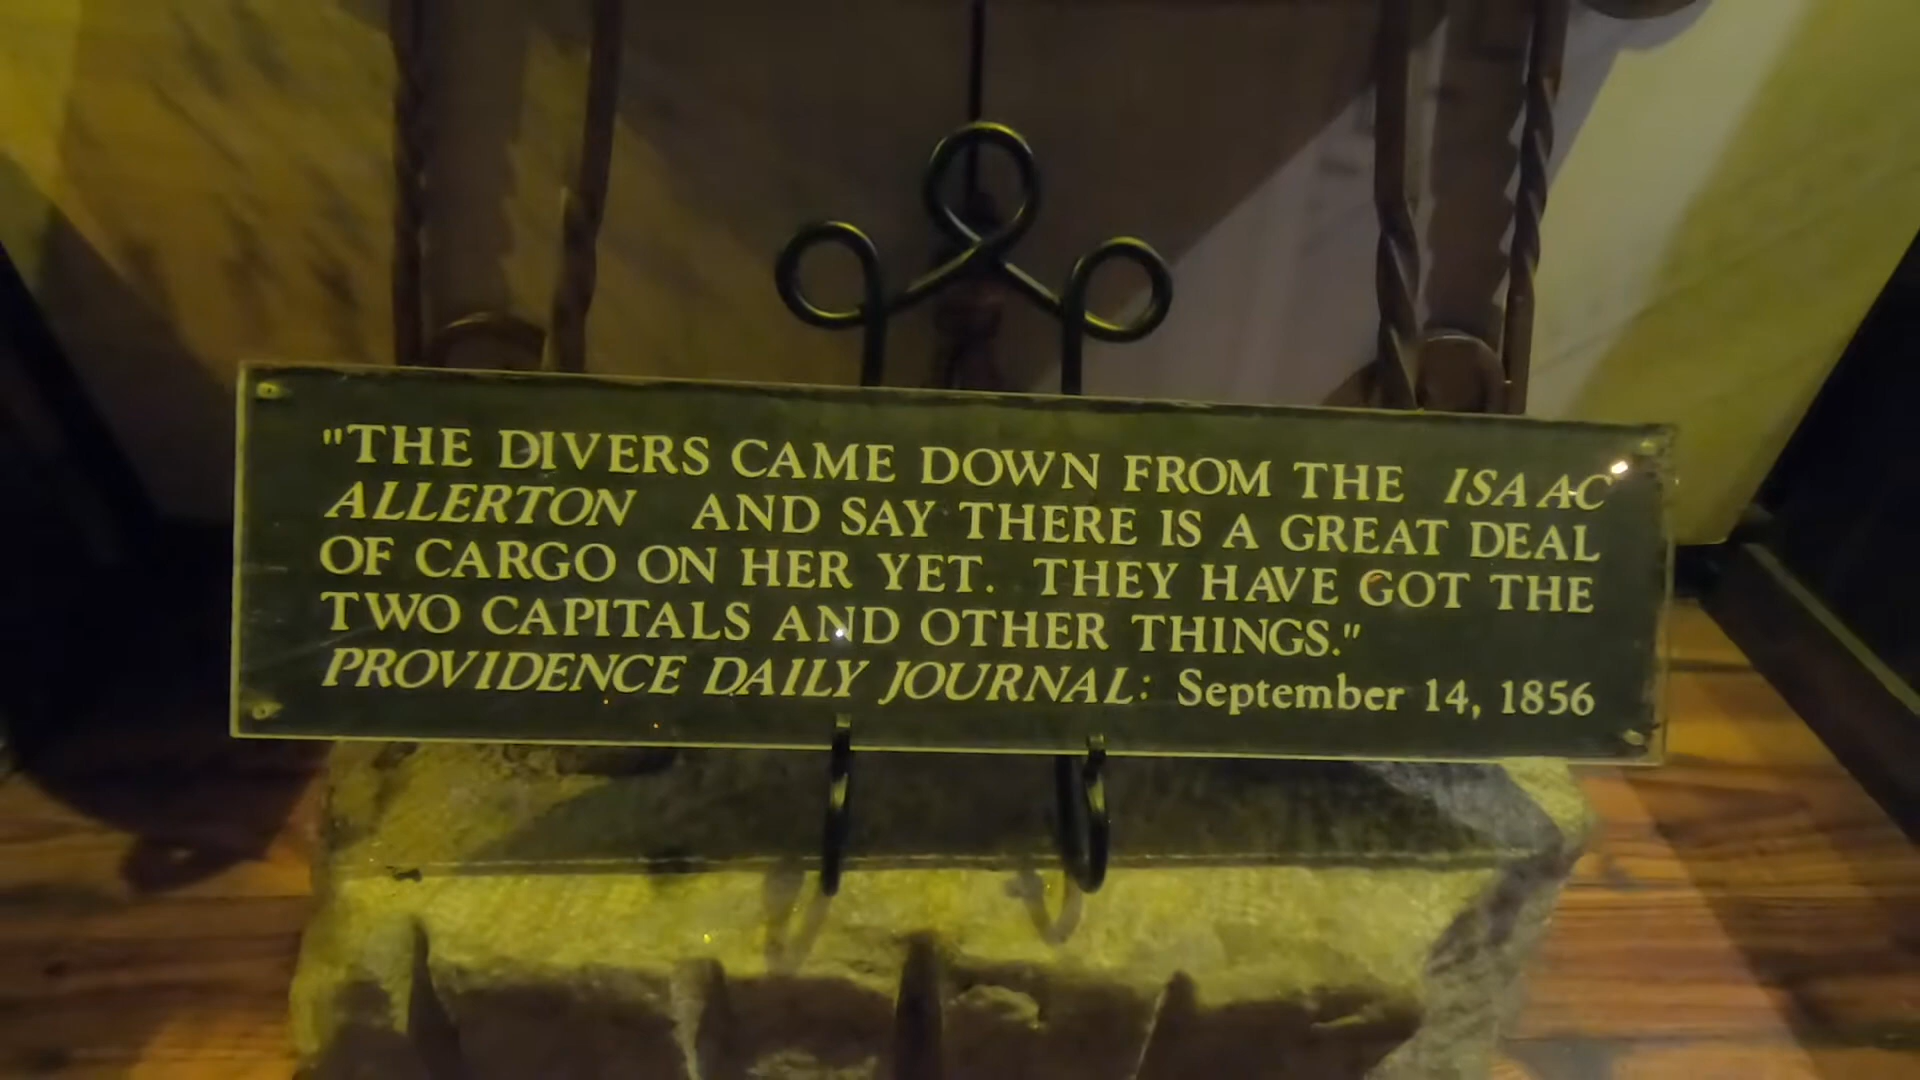 "THE DIVERS CAME DOWN FROM THE ISAAC
ALLERTON AND SAY THERE IS A GREAT DEAL
OF CARGO ON HER YET. THEY HAVE GOT THE
TWO CAPITALS AND OTHER THINGS."
PROVIDENCE DAILY JOURNAL: September 14, 1856